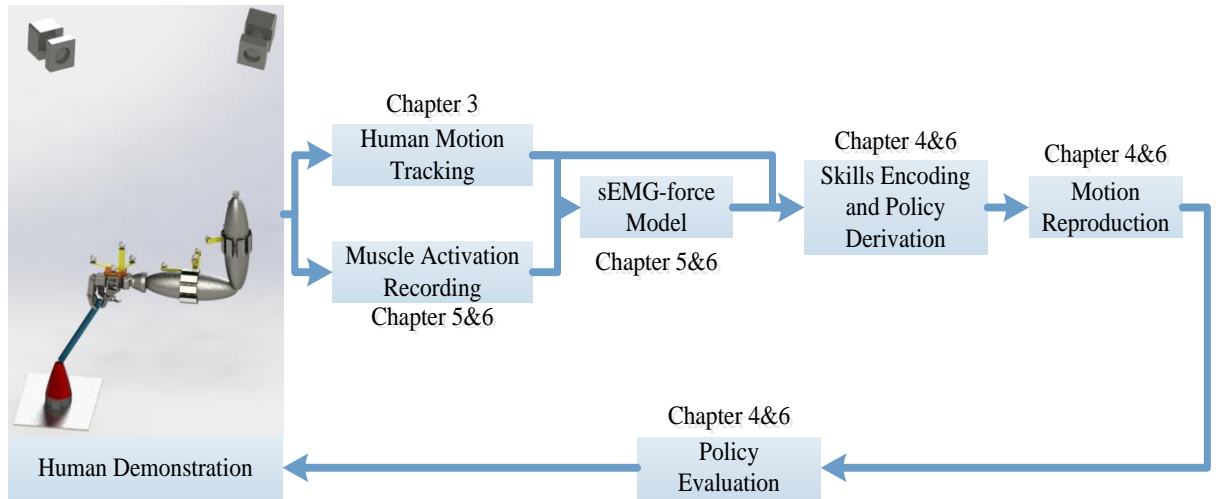 Chapter 3
Human Motion
Tracking
Muscle Activation
Recording
Chapter 5&6
sEMG-force
Model
Chapter 5&6
Chapter 4&6
Skills Encoding
and Policy
Derivation
Chapter 4&6
Motion
Reproduction
Chapter 4&6
Policy
Evaluation
Human Demonstration